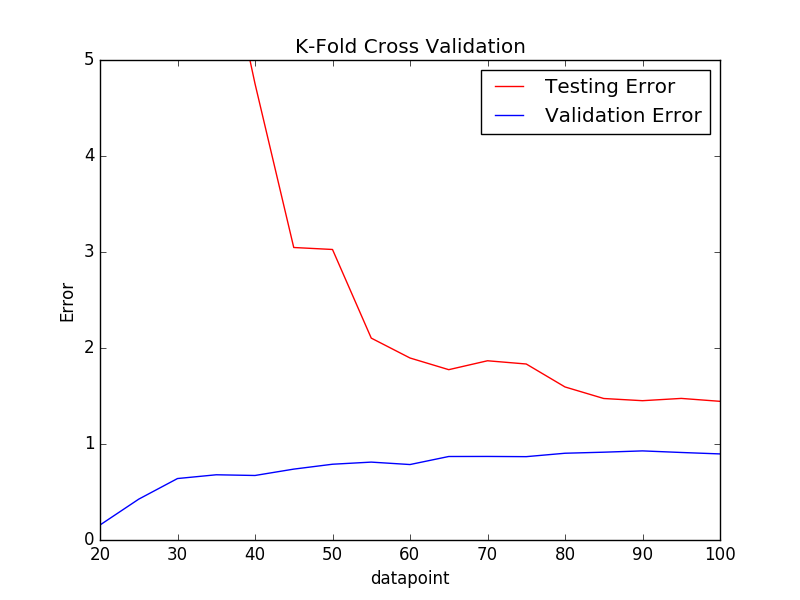 K-Fold Cross Validation
Testing Error
Validation Error
5
4
3
2
1
0
Error
20 30 40 50 60 70 80 90 100
datapoint